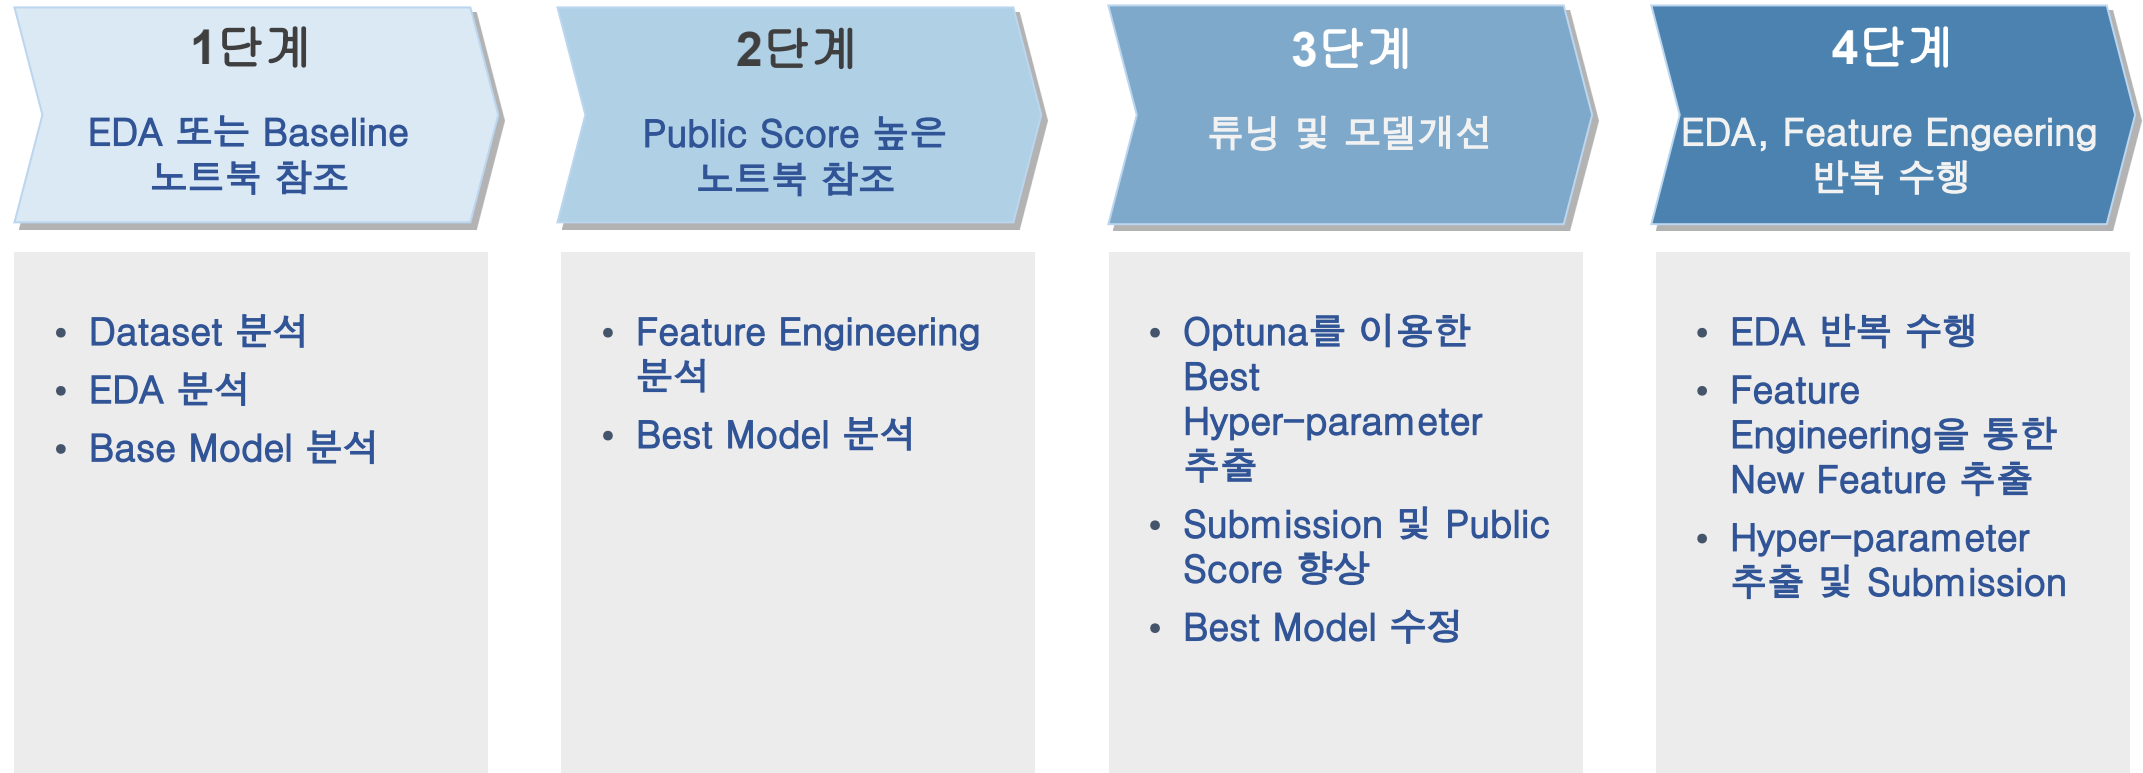 1단계
EDA 또는 Baseline
노트북 참조
2단계
Public Score 높은
노트북 참조
3단계
튜닝 및 모델개선
4단계
EDA, Feature Engeering
반복 수행
• Dataset 분석
• EDA 분석
• Base Model 분석
• Feature Engineering
분석
• Best Model 분석
• Optuna를 이용한
Best
Hyper-parameter
추출
• Submission 및 Public
Score 향상
• Best Model 수정
• EDA 반복 수행
• Feature
Engineering을 통한
New Feature 추출
• Hyper-parameter
추출 및 Submission